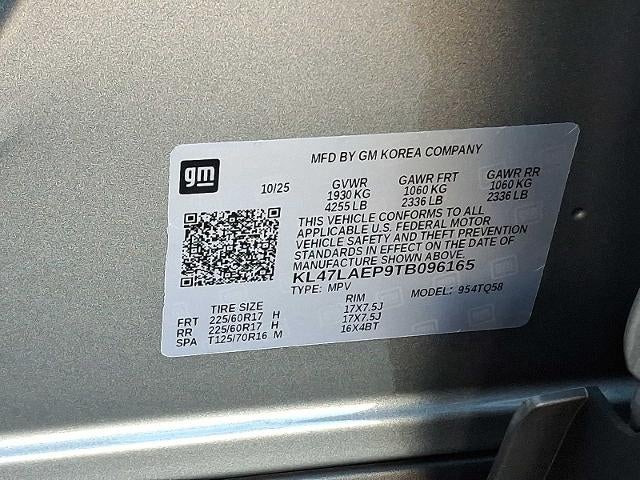 MFD BY GM KOREA COMPANY
gm
10/25 GVWR GAWR FRT GAWR RR
1930 KG 1060 KG 1060 KG
4255 LB 2336 LB 2336 LB
THIS VEHICLE CONFORMS TO ALL
APPLICABLE U.S. FEDERAL MOTOR
VEHICLE SAFETY AND THEFT PREVENTION
STANDARDS IN EFFECT ON THE DATE OF
MANUFACTURE SHOWN ABOVE.
KL47LAEP9TB096165
TYPE: MPV MODEL: 954TQ58
TIRE SIZE RIM
FRT 225/60R17 H 17X7.5J
RR 225/60R17 H 17X7.5J
SPA T125/70R16 M 16X4BT